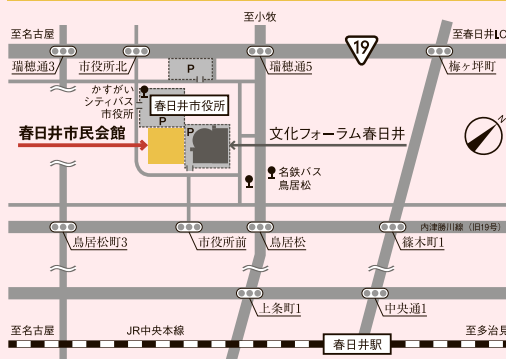 至小牧
至名古屋
19
至春日井I.C
瑞穂通3
市役所北
P
瑞穂通5
梅ヶ坪町
かすがい
シティバス
市役所
春日井市役所
P
春日井市民会館
P
文化フォーラム春日井
名鉄バス
鳥居松
内津勝川線（旧19号）
鳥居松町3
市役所前
鳥居松
篠木町1
上条町1
中央通1
至名古屋
JR中央本線
春日井駅
至多治見